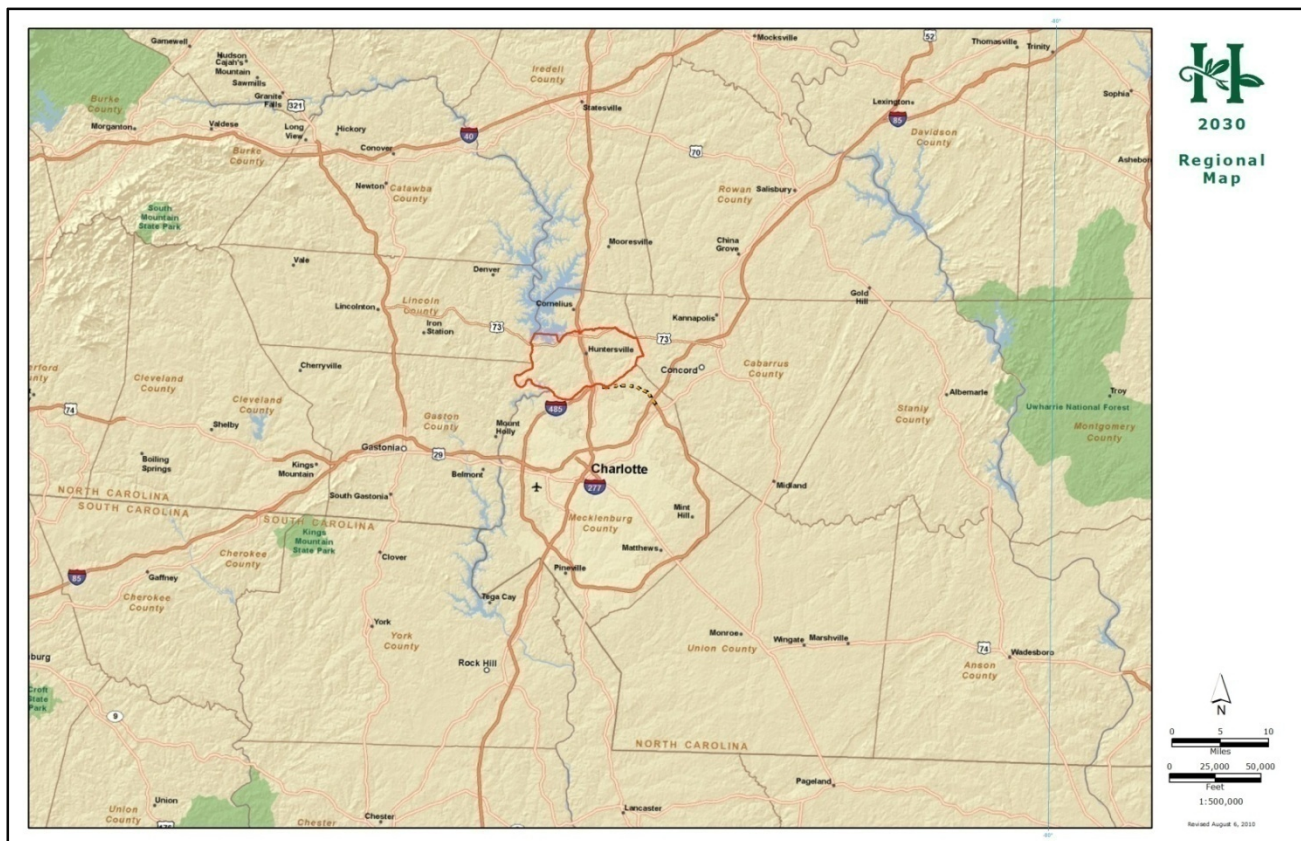 Gamewell
Hudson
Cajah's
Mountain
Sawmills
Granite
Falls
321
Burke
County
Morganton
Valdese
Long
View
Hickory
Burke
County
Conover
40
Iredell
County
Statesville
Mocksville
52
Thomasville
Trinity
Lexington
85
Sophia
Davidson
County
70
Ashebor
Newton
Catawba
County
Rowan
County
Salisbury
South
Mountain
State Park
Mooresville
China
Grove
Vale
Denver
Lincolnton
Lincoln
County
Cornelius
Gold
Hill
Iron
Station
73
Kannapolis
73
Huntersville
Cherryville
Concord
Cabarrus
County
erford
unty
Cleveland
County
Cleveland
County
74
Albemarle
Troy
Uwharrie National Forest
Stanly
County
Montgomery
County
Gaston
County
485
Shelby
Mount
Holly
Gastonia
29
Boiling
Springs
Kings
Mountain
Belmont
Charlotte
277
NORTH CAROLINA
SOUTH CAROLINA
South Gastonia
Midland
Mint
Hill
Mecklenburg
County
SOUTH CAROLINA
Kings
Mountain
State Park
Matthews
Cherokee
County
Clover
Pineville
85
Gaffney
Cherokee
County
Tega Cay
York
York
County
Monroe
Wingate
Marshville
Union County
74
Wadesboro
Anson
County
Rock Hill
burg
Croft
State
Park
9
NORTH CAROLINA
Pageland
Union
Union
County
Chester
Chester
Lancaster
H
2030
Regional
Map
N
0 5 10
Miles
0 25,000 50,000
Feet
1:500,000
Revised August 6, 2010